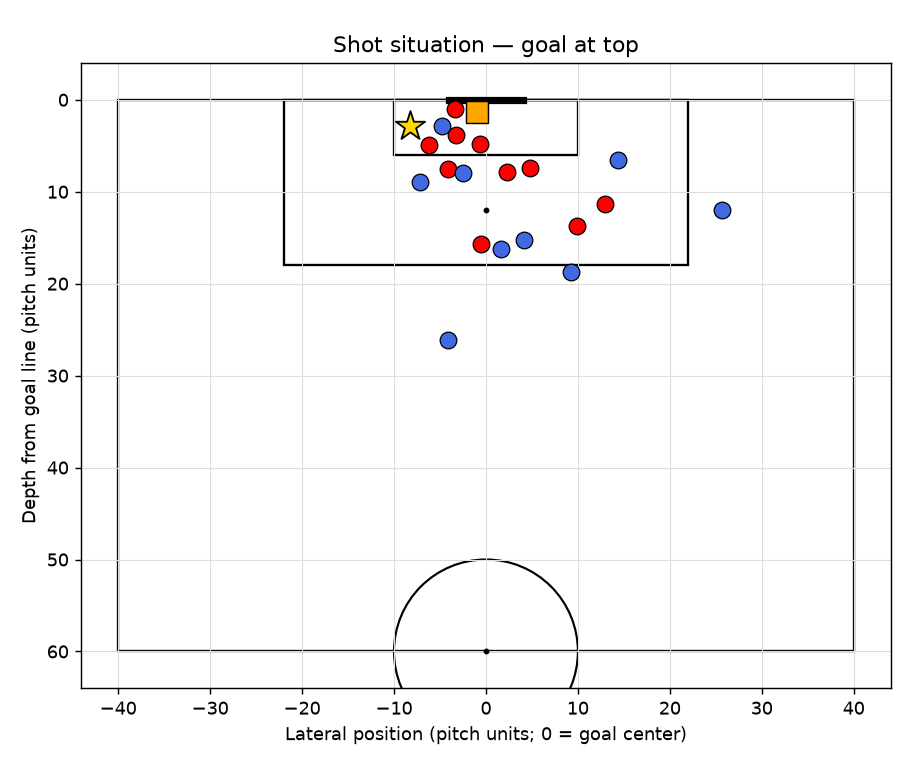 Shot situation — goal at top
0
10
20
30
40
50
60
Depth from goal line (pitch units)
−40 −30 −20 −10 0 10 20 30 40
Lateral position (pitch units; 0 = goal center)